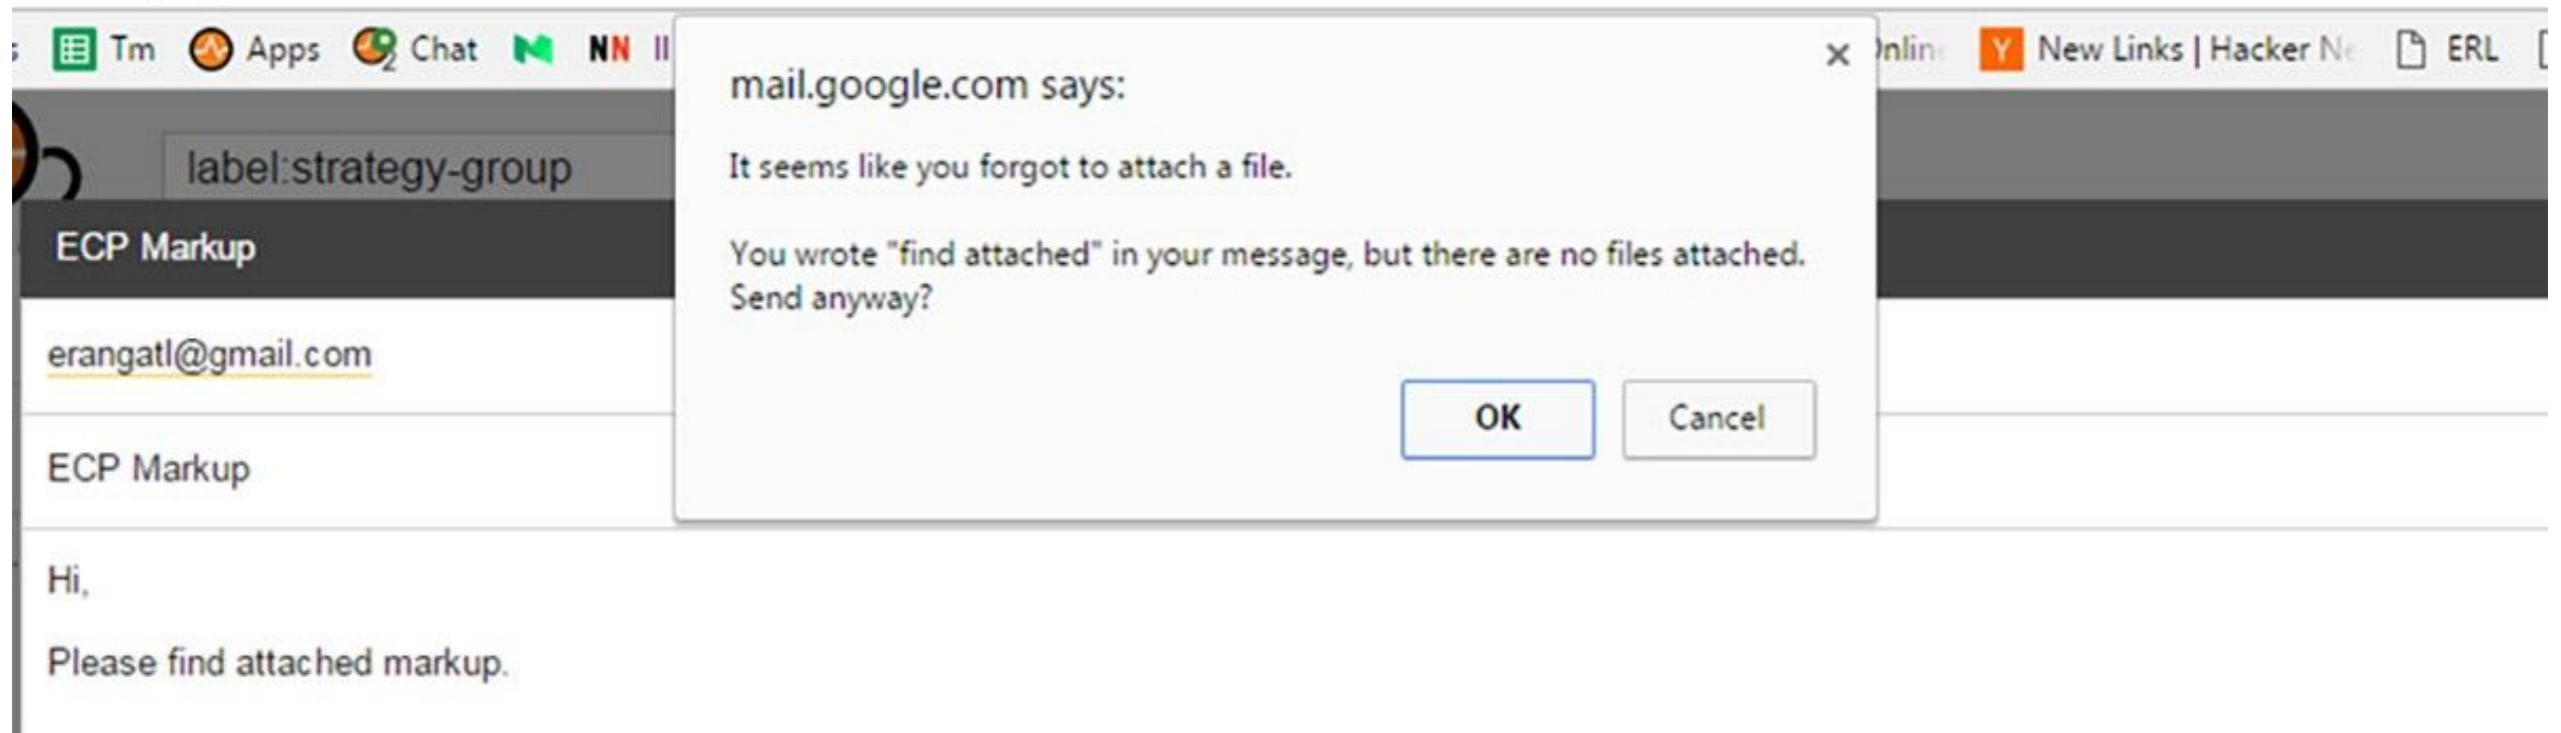 Tm Apps Chat NN New Links | Hacker ERL
mail.google.com says:
It seems like you forgot to attach a file.
You wrote "find attached" in your message, but there are no files attached.
Send anyway?
OK Cancel
label:strategy-group
ECP Markup
erangatl@gmail.com
ECP Markup
Hi,
Please find attached markup.